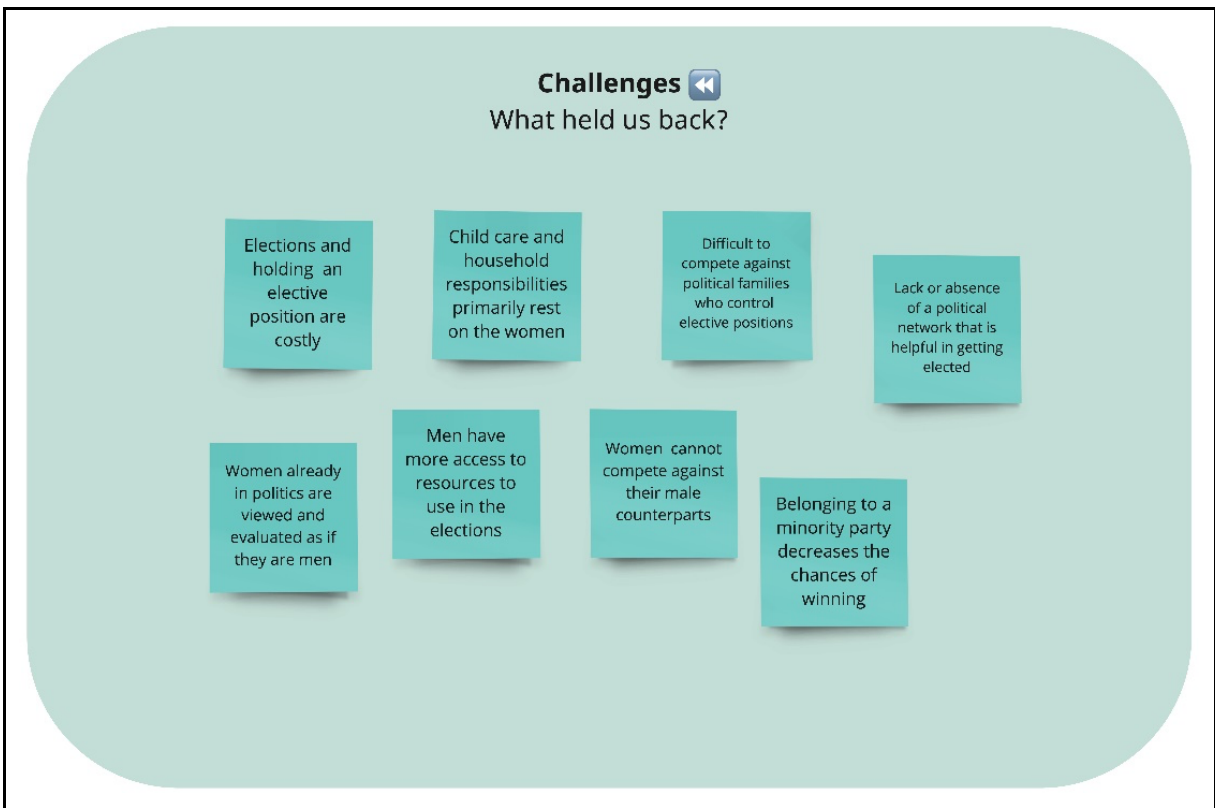 Challenges ⏪
What held us back?
Elections and
holding an
elective
position are
costly
Child care and
household
responsibilities
primarily rest
on the women
Difficult to
compete against
political families
who control
elective positions
Lack or absence
of a political
network that is
helpful in getting
elected
Women already
in politics are
viewed and
evaluated as if
they are men
Men have
more access to
resources to
use in the
elections
Women cannot
compete against
their male
counterparts
Belonging to a
minority party
decreases the
chances of
winning